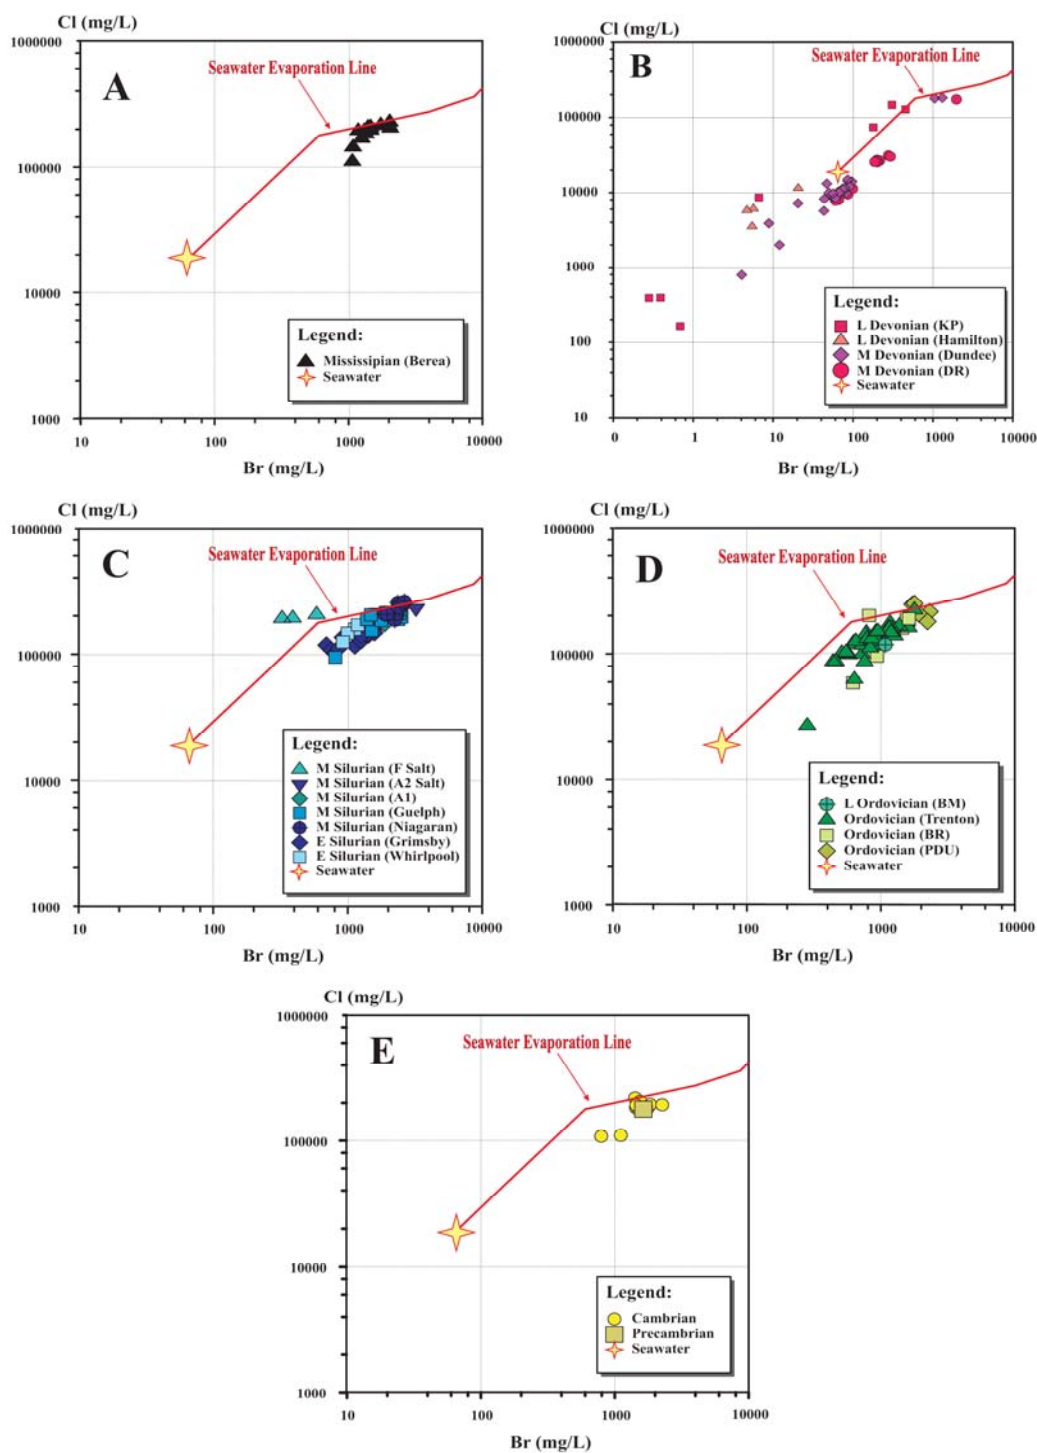 Cl (mg/L)
A
Seawater Evaporation Line
1000000
100000
10000
1000
10
100
1000
10000
Br (mg/L)
Legend:
Mississipian (Berea)
Seawater
Cl (mg/L)
B
Seawater Evaporation Line
1000000
100000
10000
1000
100
10
0
1
10
100
1000
10000
Br (mg/L)
Legend:
L Devonian (KP)
L Devonian (Hamilton)
M Devonian (Dundee)
M Devonian (DR)
Seawater
Cl (mg/L)
C
Seawater Evaporation Line
1000000
100000
10000
1000
10
100
1000
10000
Br (mg/L)
Legend:
M Silurian (F Salt)
M Silurian (A2 Salt)
M Silurian (A1)
M Silurian (Guelph)
M Silurian (Niagaran)
E Silurian (Grimsby)
E Silurian (Whirlpool)
Seawater
Cl (mg/L)
D
Seawater Evaporation Line
1000000
100000
10000
1000
10
100
1000
10000
Br (mg/L)
Legend:
L Ordovician (BM)
Ordovician (Trenton)
Ordovician (BR)
Ordovician (PDU)
Seawater
Cl (mg/L)
E
Seawater Evaporation Line
1000000
100000
10000
1000
10
100
1000
10000
Br (mg/L)
Legend:
Cambrian
Precambrian
Seawater